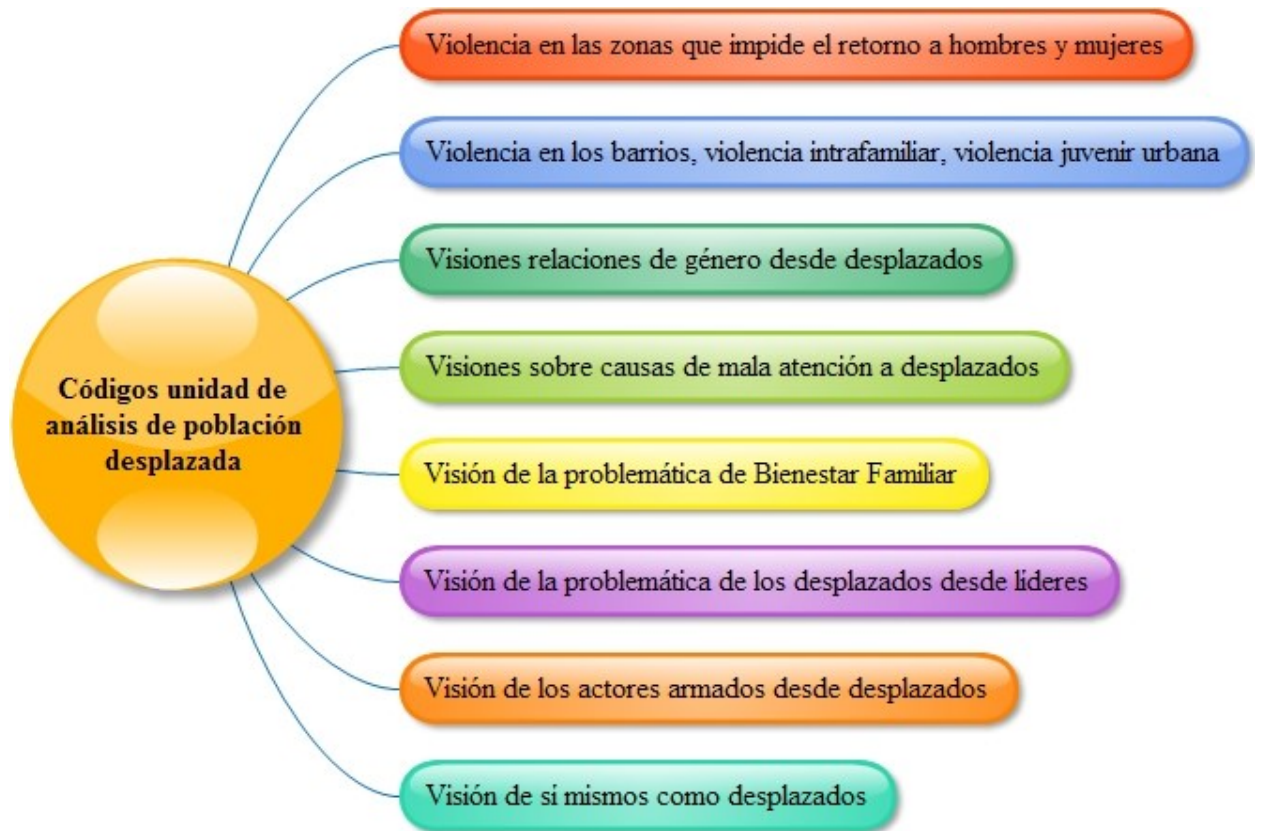 Violencia en las zonas que impide el retorno a hombres y mujeres
Violencia en los barrios, violencia intrafamiliar, violencia juvenir urbana
Visiones relaciones de género desde desplazados
Visiones sobre causas de mala atención a desplazados
Códigos unidad de
análisis de población
desplazada
Visión de la problemática de Bienestar Familiar
Visión de la problemática de los desplazados desde líderes
Visión de los actores armados desde desplazados
Visión de sí mismos como desplazados